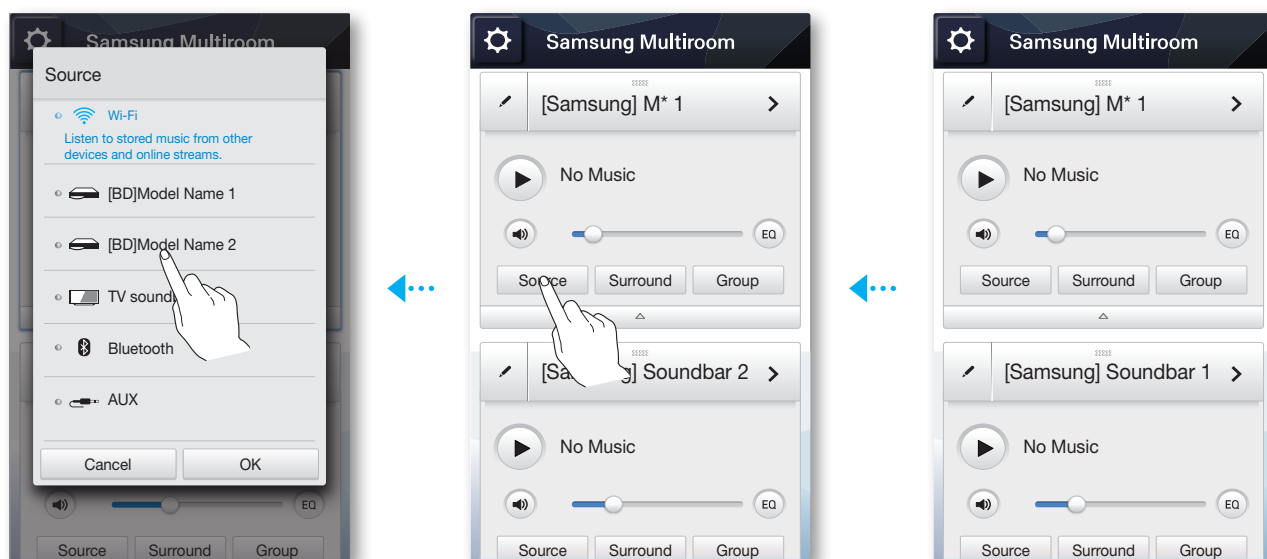 Samsung Multiroom
Source
Wi-Fi
Listen to stored music from other
devices and online streams.
[BD]Model Name 1
[BD]Model Name 2
TV sound
Bluetooth
AUX
Cancel
OK
EQ
Source
Surround
Group
Samsung Multiroom
[Samsung] M* 1
No Music
EQ
Source
Surround
Group
[Samsung] Soundbar 2
No Music
EQ
Source
Surround
Group
Samsung Multiroom
[Samsung] M* 1
No Music
EQ
Source
Surround
Group
[Samsung] Soundbar 1
No Music
EQ
Source
Surround
Group